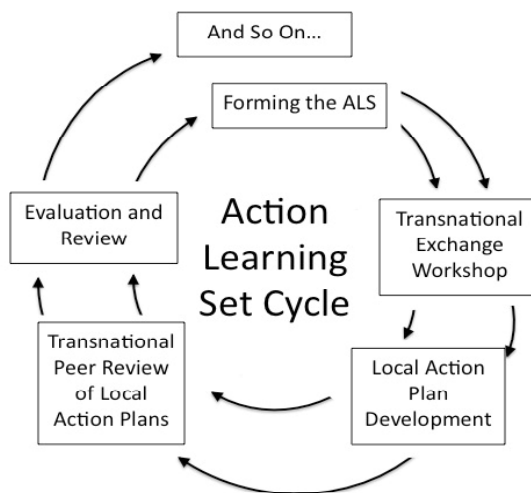 And So On...
Forming the ALS
Transnational
Exchange
Workshop
Local Action
Plan
Development
Transnational
Peer Review
of Local
Action Plans
Evaluation and
Review
Action
Learning
Set Cycle